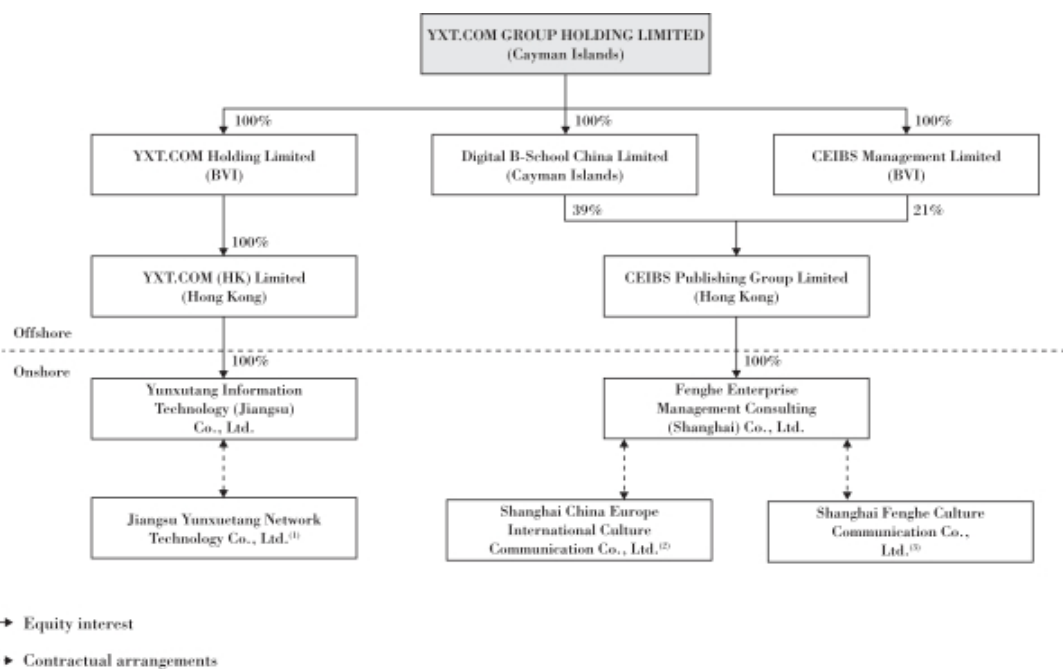 YXT.COM GROUP HOLDING LIMITED
(Cayman Islands)
100%
100%
100%
YXT.COM Holding Limited
(BVI)
Digital B-School China Limited
(Cayman Islands)
CEIBS Management Limited
(BVI)
39%
21%
100%
YXT.COM (HK) Limited
(Hong Kong)
CEIBS Publishing Group Limited
(Hong Kong)
Offshore
Onshore
100%
100%
Yunxutang Information
Technology (Jiangsu)
Co., Ltd.
Fenghe Enterprise
Management Consulting
(Shanghai) Co., Ltd.
Jiangsu Yunxuetang Network
Technology Co., Ltd.(1)
Shanghai China Europe
International Culture
Communication Co., Ltd.(2)
Shanghai Fenghe Culture
Communication Co.,
Ltd.(3)
Equity interest
Contractual arrangements